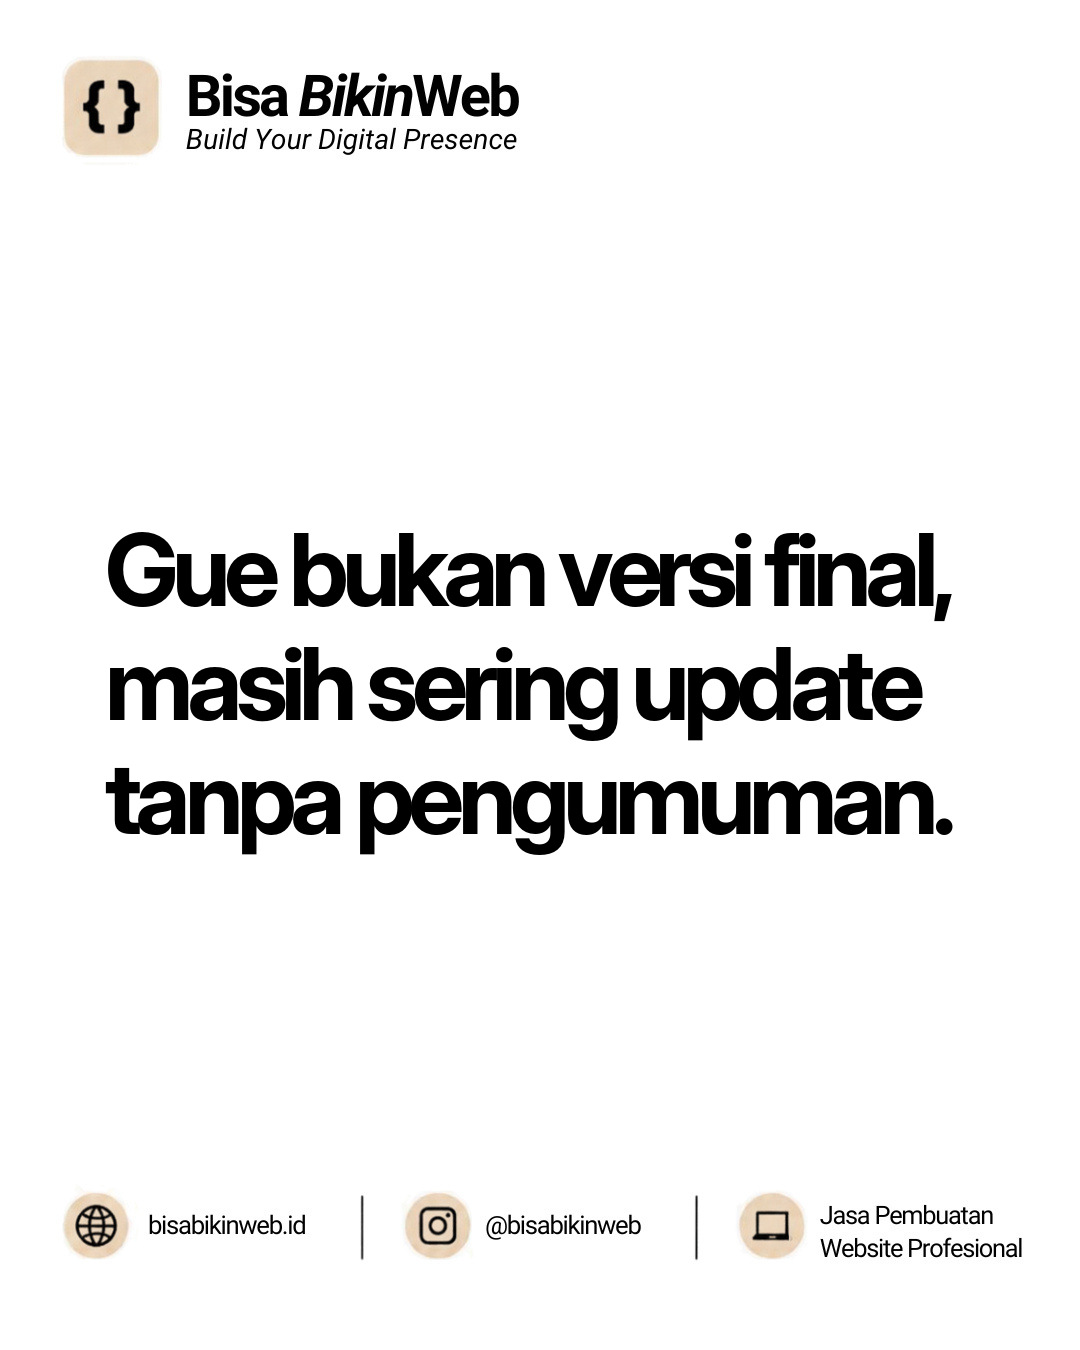 { }
Bisa BikinWeb
Build Your Digital Presence
Gue bukan versi final,
masih sering update
tanpa pengumuman.
bisabikinweb.id
@bisabikinweb
Jasa Pembuatan
Website Profesional